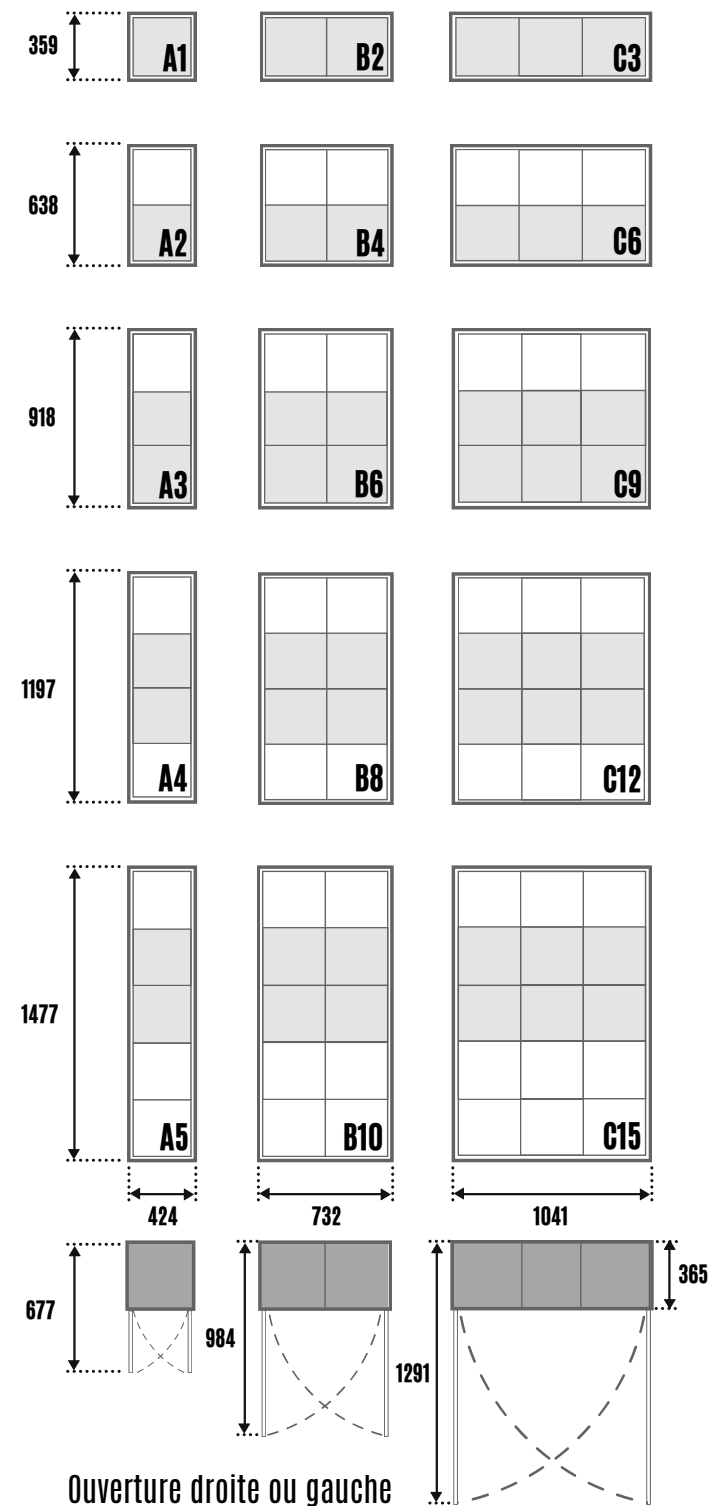 359
A1
B2
C3
638
A2
B4
C6
918
A3
B6
C9
1197
A4
B8
C12
1477
A5
B10
C15
424
732
1041
677
984
1291
365
Ouverture droite ou gauche